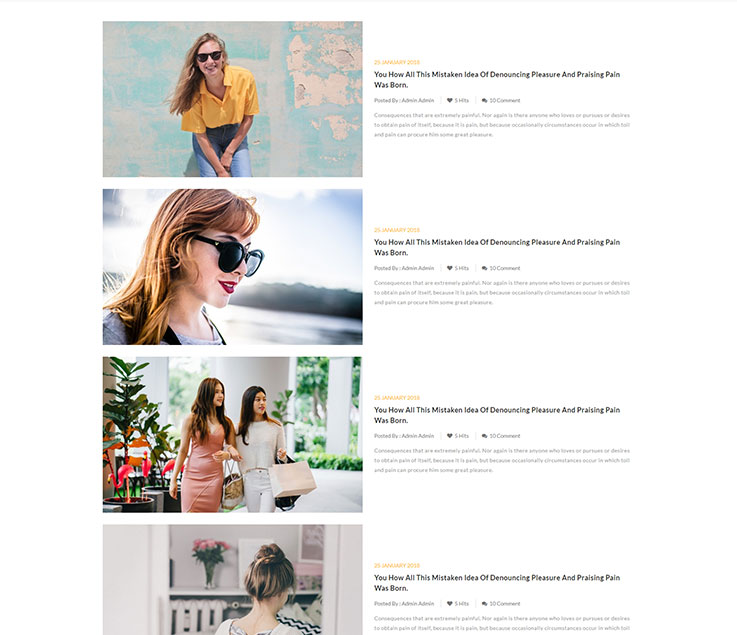 25 JANUARY 2018
You How All This Mistaken Idea Of Denouncing Pleasure And Praising Pain
Was Born.
Posted By : Admin Admin 5 Hits 10 Comment
Consequences that are extremely painful. Nor again is there anyone who loves or pursues or desires
to obtain pain of itself, because it is pain, but because occasionally circumstances occur in which toil
and pain can procure him some great pleasure.
25 JANUARY 2018
You How All This Mistaken Idea Of Denouncing Pleasure And Praising Pain
Was Born.
Posted By : Admin Admin 5 Hits 10 Comment
Consequences that are extremely painful. Nor again is there anyone who loves or pursues or desires
to obtain pain of itself, because it is pain, but because occasionally circumstances occur in which toil
and pain can procure him some great pleasure.
25 JANUARY 2018
You How All This Mistaken Idea Of Denouncing Pleasure And Praising Pain
Was Born.
Posted By : Admin Admin 5 Hits 10 Comment
Consequences that are extremely painful. Nor again is there anyone who loves or pursues or desires
to obtain pain of itself, because it is pain, but because occasionally circumstances occur in which toil
and pain can procure him some great pleasure.
25 JANUARY 2018
You How All This Mistaken Idea Of Denouncing Pleasure And Praising Pain
Was Born.
Posted By : Admin Admin 5 Hits 10 Comment
Consequences that are extremely painful. Nor again is there anyone who loves or pursues or desires
to obtain pain of itself, because it is pain, but because occasionally circumstances occur in which toil